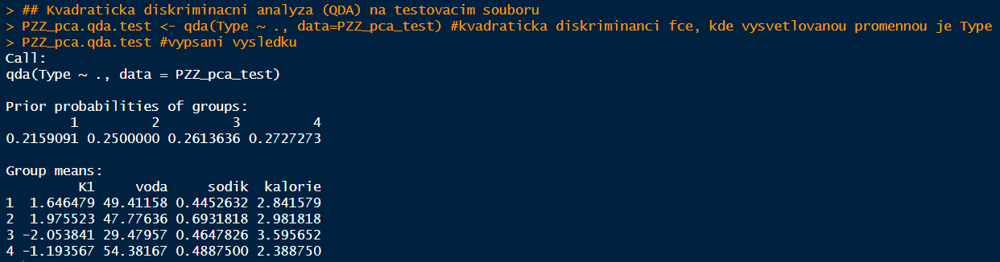 > ## Kvadraticka diskriminacni analyza (QDA) na testovacim souboru
> PZZ_pca.qda.test <- qda(Type ~ ., data=PZZ_pca_test) #kvadraticka diskriminanci fce, kde vysvetlovanou promennou je Type
> PZZ_pca.qda.test #vypsani vysledku
Call:
qda(Type ~ ., data = PZZ_pca_test)

Prior probabilities of groups:
        1         2         3         4
0.2159091 0.2500000 0.2613636 0.2727273

Group means:
         K1     voda     sodik  kalorie
1  1.646479 49.41158 0.4452632 2.841579
2  1.975523 47.77636 0.6931818 2.981818
3 -2.053841 29.47957 0.4647826 3.595652
4 -1.193567 54.38167 0.4887500 2.388750